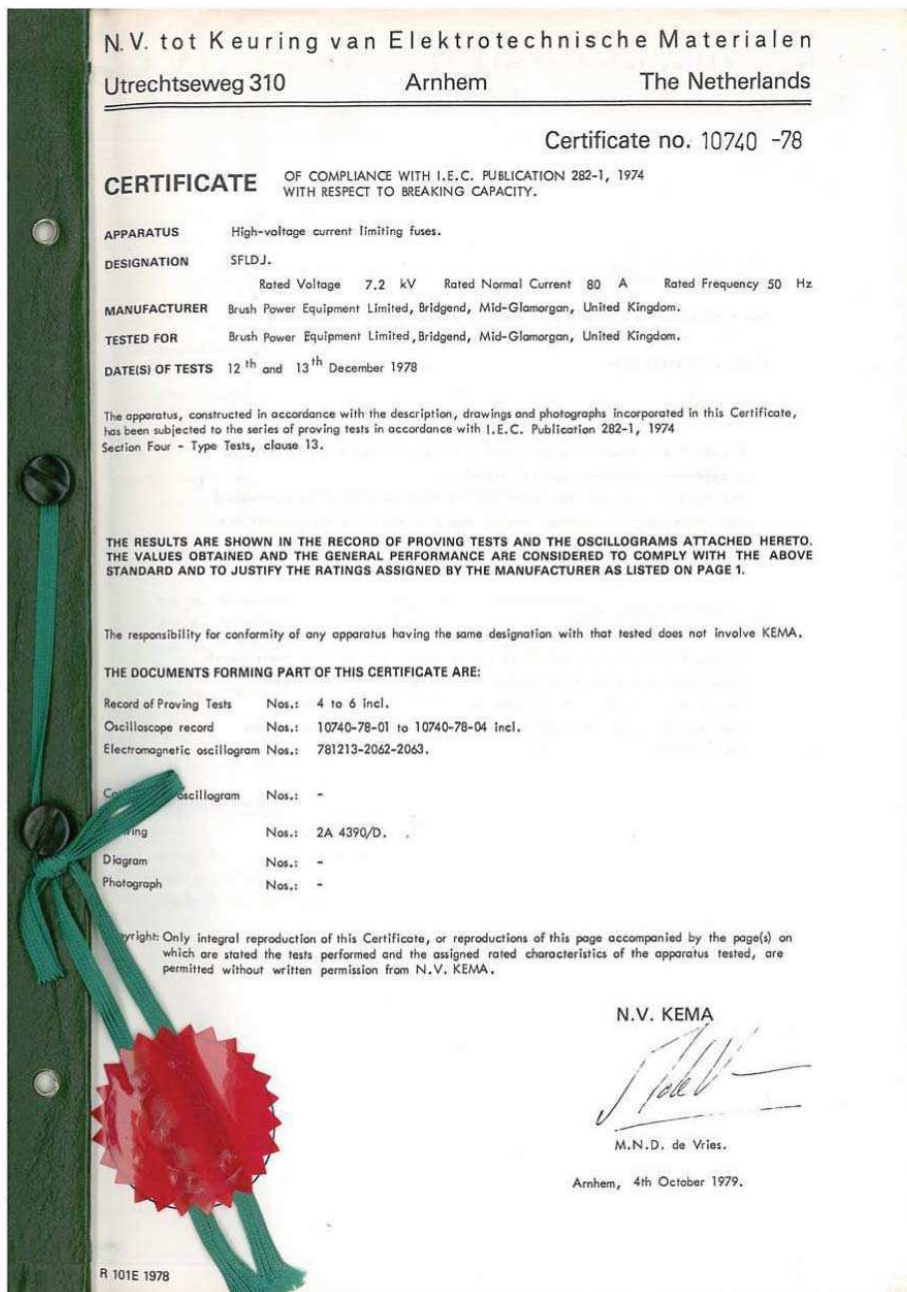 N.V. tot Keuring van Elektrotechnische Materialen
Utrechtseweg 310 Arnhem The Netherlands
Certificate no. 10740 -78
CERTIFICATE OF COMPLIANCE WITH I.E.C. PUBLICATION 282-1, 1974
WITH RESPECT TO BREAKING CAPACITY.
APPARATUS High-voltage current limiting fuses.
DESIGNATION SFLDJ.
Rated Voltage 7.2 kV Rated Normal Current 80 A Rated Frequency 50 Hz
MANUFACTURER Brush Power Equipment Limited, Bridgend, Mid-Glamorgan, United Kingdom.
TESTED FOR Brush Power Equipment Limited, Bridgend, Mid-Glamorgan, United Kingdom.
DATE(S) OF TESTS 12 th and 13 th December 1978
The apparatus, constructed in accordance with the description, drawings and photographs incorporated in this Certificate,
has been subjected to the series of proving tests in accordance with I.E.C. Publication 282-1, 1974
Section Four - Type Tests, clause 13.
THE RESULTS ARE SHOWN IN THE RECORD OF PROVING TESTS AND THE OSCILLOGRAMS ATTACHED HERETO.
THE VALUES OBTAINED AND THE GENERAL PERFORMANCE ARE CONSIDERED TO COMPLY WITH THE ABOVE
STANDARD AND TO JUSTIFY THE RATINGS ASSIGNED BY THE MANUFACTURER AS LISTED ON PAGE 1.
The responsibility for conformity of any apparatus having the same designation with that tested does not involve KEMA.
THE DOCUMENTS FORMING PART OF THIS CERTIFICATE ARE:
Record of Proving Tests Nos.: 4 to 6 incl.
Oscilloscope record Nos.: 10740-78-01 to 10740-78-04 incl.
Electromagnetic oscillogram Nos.: 781213-2062-2063.
oscillogram Nos.: -
ing Nos.: 2A 4390/D.
Diagram Nos.: -
Photograph Nos.: -
yright: Only integral reproduction of this Certificate, or reproductions of this page accompanied by the page(s) on
which are stated the tests performed and the assigned rated characteristics of the apparatus tested, are
permitted without written permission from N.V. KEMA.
N.V. KEMA
M.N.D. de Vries.
Arnhem, 4th October 1979.
R 101E 1978